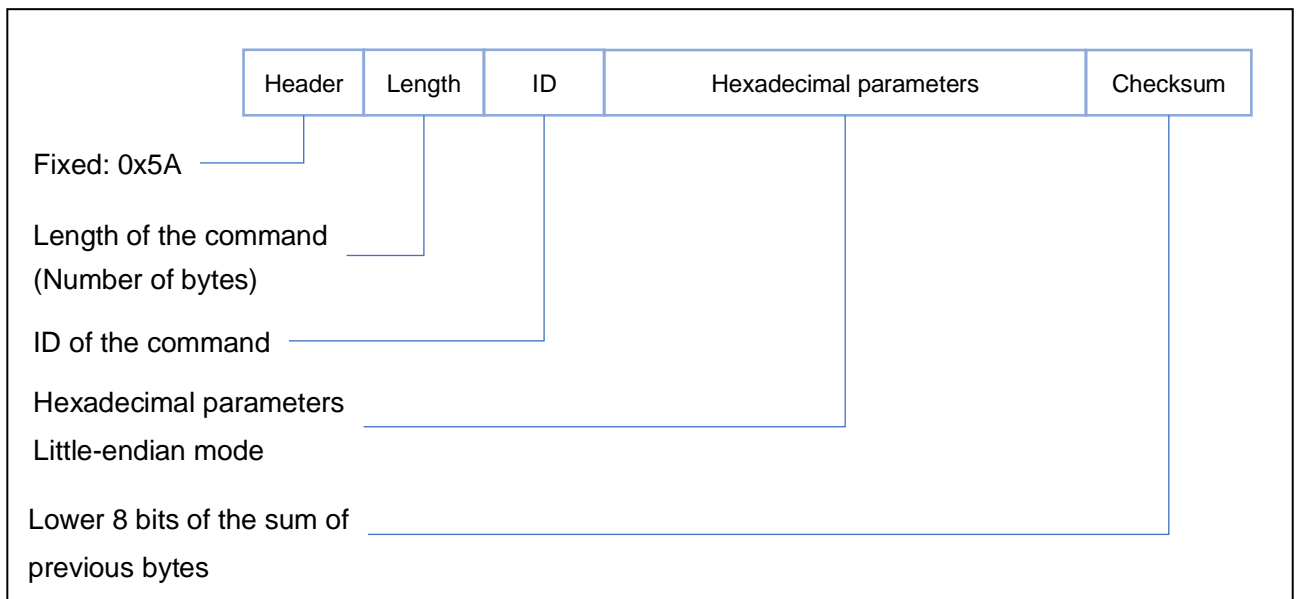 Header Length ID Hexadecimal parameters Checksum
Fixed: 0x5A
Length of the command
(Number of bytes)
ID of the command
Hexadecimal parameters
Little-endian mode
Lower 8 bits of the sum of
previous bytes